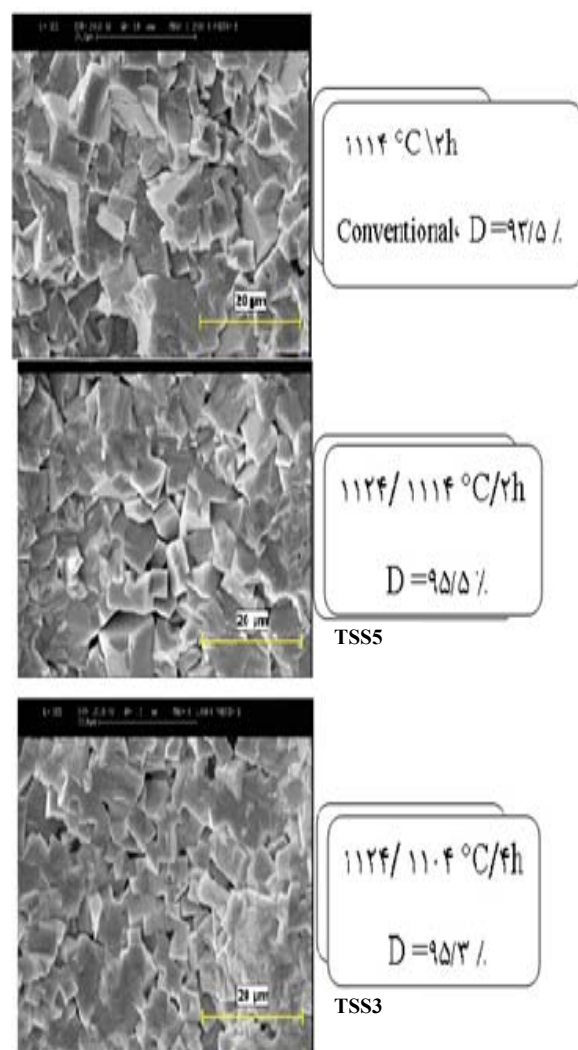 ۱۱۱۴ °C\۲h
Conventional، D =۹۳/۵ ٪
20 µm
۱۱۲۴/ ۱۱۱۴ °C/۲h
D =۹۵/۵ ٪
20 µm
TSS5
۱۱۲۴/ ۱۱۰۴ °C/۴h
D =۹۵/۳ ٪
20 µm
TSS3